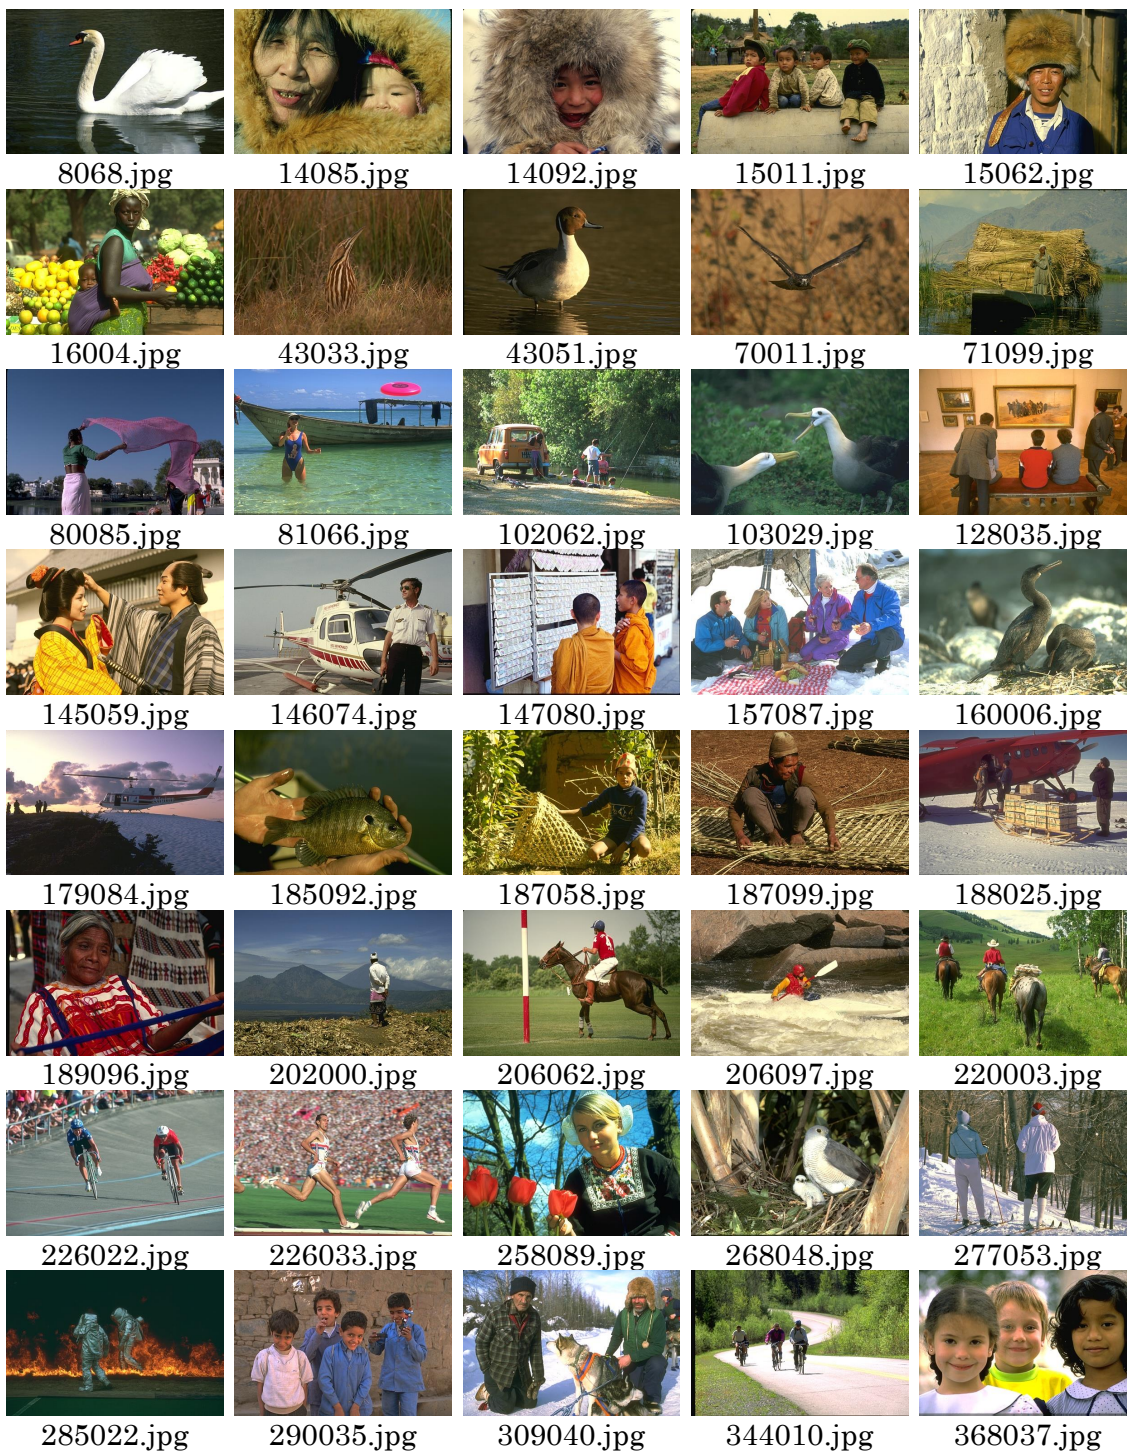 8068.jpg 14085.jpg 14092.jpg 15011.jpg 15062.jpg
16004.jpg 43033.jpg 43051.jpg 70011.jpg 71099.jpg
80085.jpg 81066.jpg 102062.jpg 103029.jpg 128035.jpg
145059.jpg 146074.jpg 147080.jpg 157087.jpg 160006.jpg
179084.jpg 185092.jpg 187058.jpg 187099.jpg 188025.jpg
189096.jpg 202000.jpg 206062.jpg 206097.jpg 220003.jpg
226022.jpg 226033.jpg 258089.jpg 268048.jpg 277053.jpg
285022.jpg 290035.jpg 309040.jpg 344010.jpg 368037.jpg